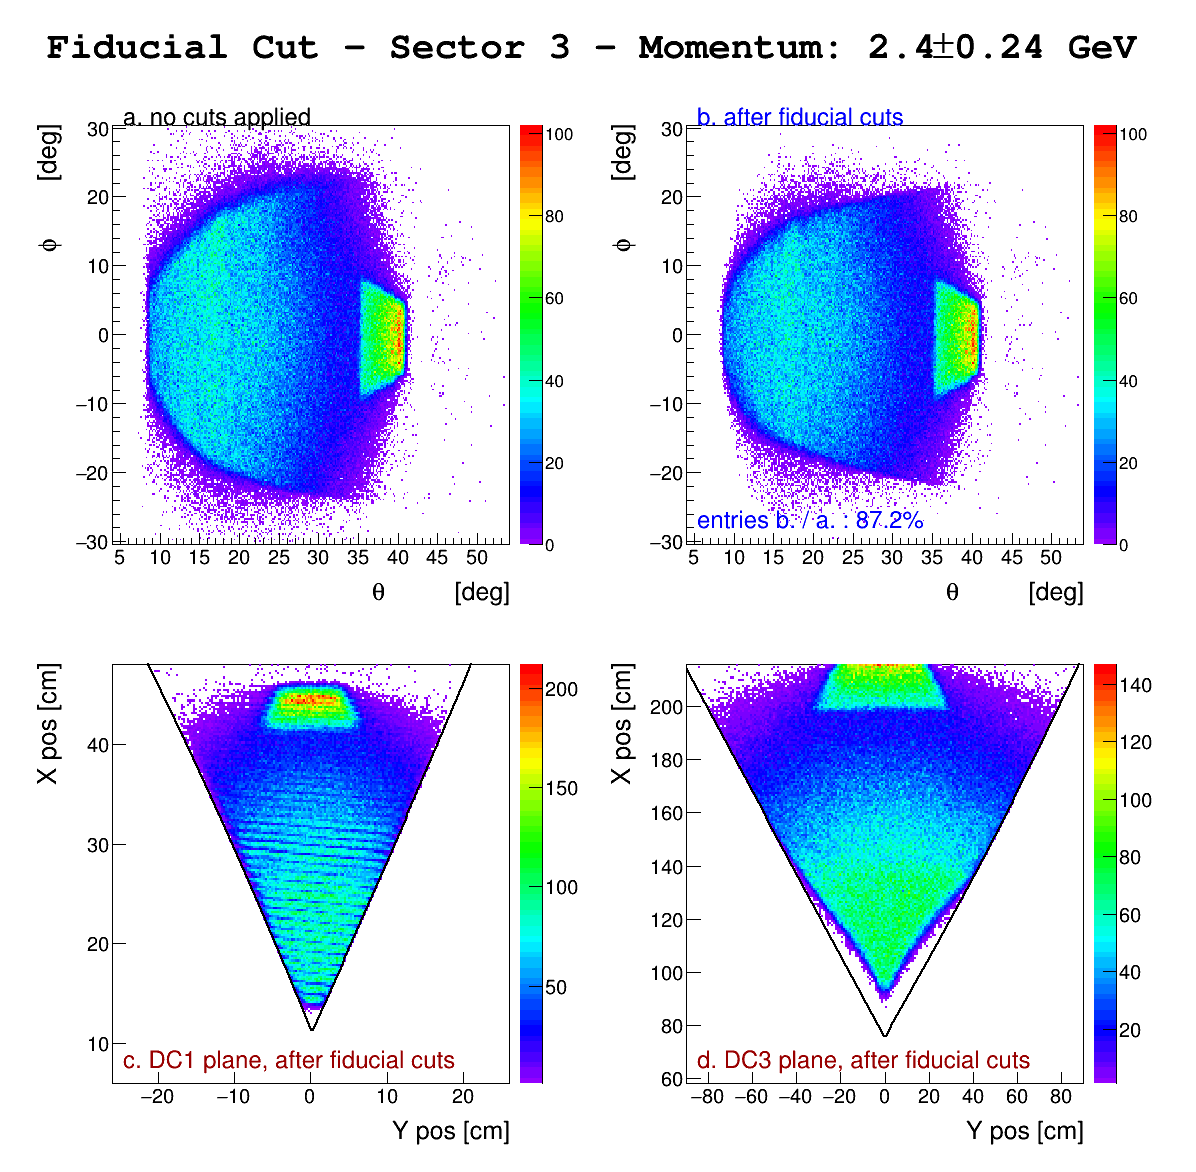 Fiducial Cut - Sector 3 - Momentum: 2.4±0.24 GeV
a. no cuts applied
[deg]
ϕ
30
20
10
0
−10
−20
−30
5 10 15 20 25 30 35 40 45 50
θ [deg]
100
80
60
40
20
0
b. after fiducial cuts
[deg]
ϕ
30
20
10
0
−10
−20
−30
entries b. / a. : 87.2%
5 10 15 20 25 30 35 40 45 50
θ [deg]
100
80
60
40
20
0
X pos [cm]
40
30
20
10
c. DC1 plane, after fiducial cuts
−20 −10 0 10 20
Y pos [cm]
200
150
100
50
X pos [cm]
200
180
160
140
120
100
80
60
d. DC3 plane, after fiducial cuts
−80 −60 −40 −20 0 20 40 60 80
Y pos [cm]
140
120
100
80
60
40
20